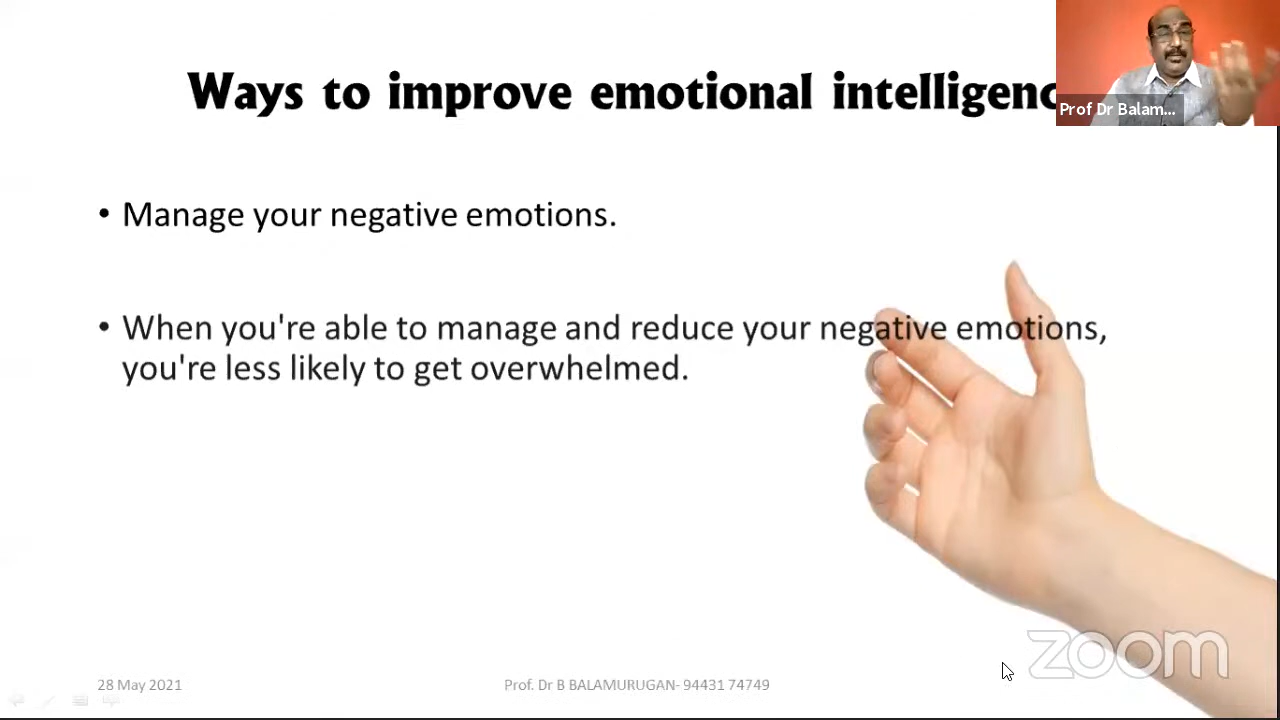 Ways to improve emotional intelligenc
Prof Dr Balam...
• Manage your negative emotions.
• When you're able to manage and reduce your negative emotions,
you're less likely to get overwhelmed.
zoom
28 May 2021
Prof. Dr B BALAMURUGAN- 94431 74749